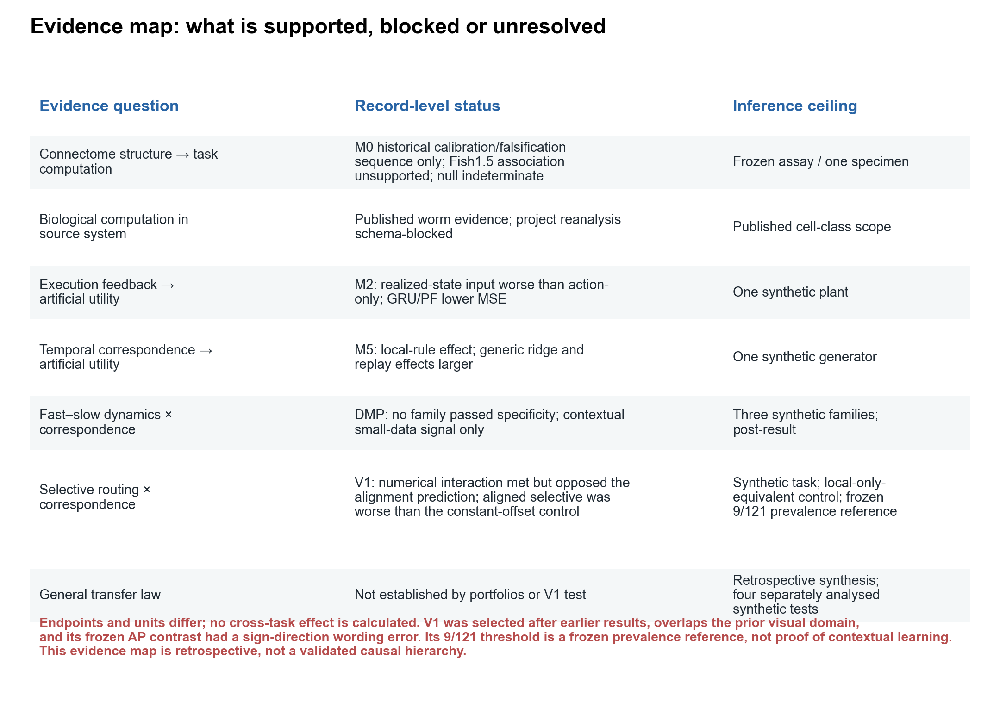 Evidence map: what is supported, blocked or unresolved
Evidence question
Record-level status
Inference ceiling
Connectome structure → task
computation
M0 historical calibration/falsification
sequence only; Fish1.5 association
unsupported; null indeterminate
Frozen assay / one specimen
Biological computation in
source system
Published worm evidence; project reanalysis
schema-blocked
Published cell-class scope
Execution feedback →
artificial utility
M2: realized-state input worse than action-
only; GRU/PF lower MSE
One synthetic plant
Temporal correspondence →
artificial utility
M5: local-rule effect; generic ridge and
replay effects larger
One synthetic generator
Fast–slow dynamics ×
correspondence
DMP: no family passed specificity; contextual
small-data signal only
Three synthetic families;
post-result
Selective routing ×
correspondence
V1: numerical interaction met but opposed the
alignment prediction; aligned selective was
worse than the constant-offset control
Synthetic task; local-only-
equivalent control; frozen
9/121 prevalence reference
General transfer law
Not established by portfolios or V1 test
Retrospective synthesis;
four separately analysed
synthetic tests
Endpoints and units differ; no cross-task effect is calculated. V1 was selected after earlier results, overlaps the prior visual domain,
and its frozen AP contrast had a sign-direction wording error. Its 9/121 threshold is a frozen prevalence reference, not proof of contextual learning.
This evidence map is retrospective, not a validated causal hierarchy.